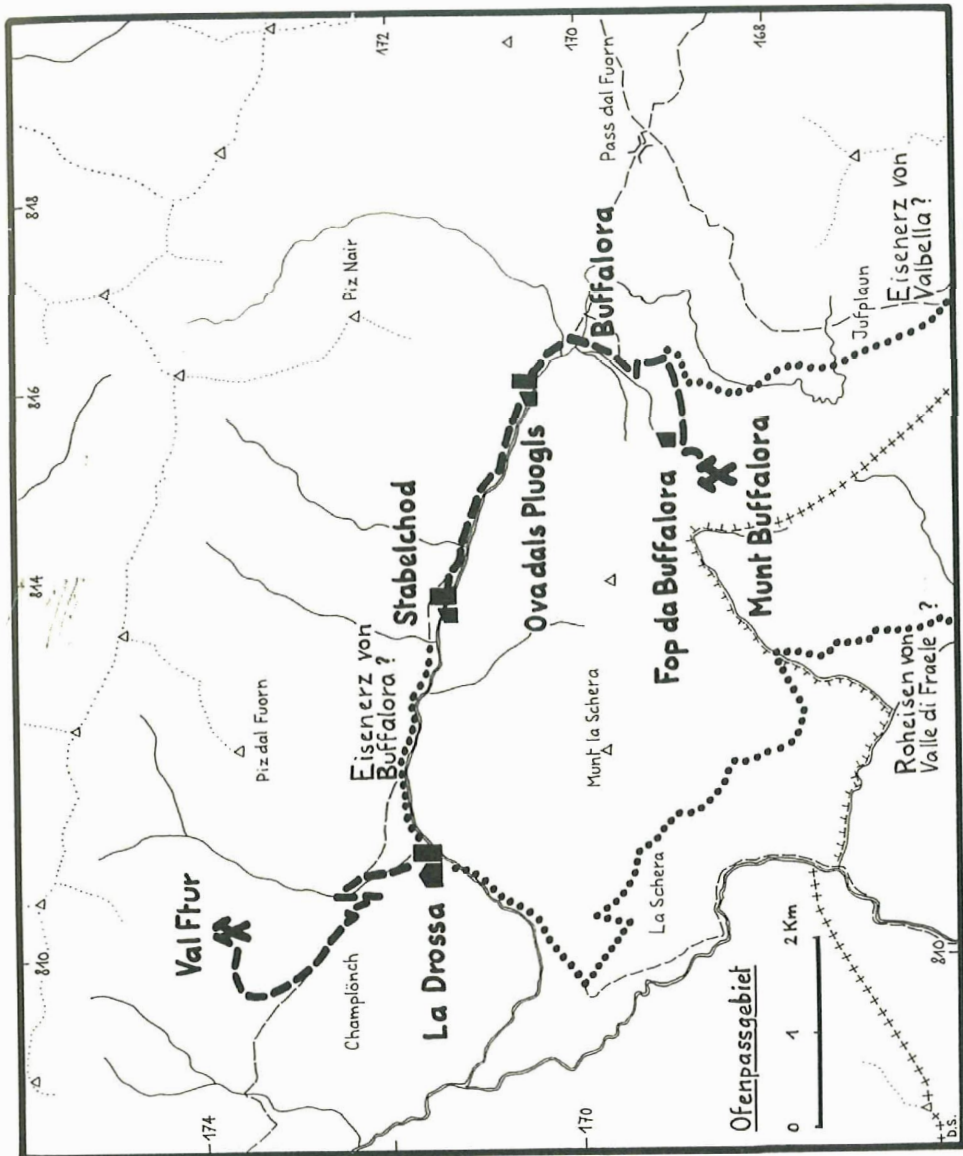 174
172
170
168
810
814
816
818
810
Val Ftur
Champlönch
La Drossa
Piz dal Fuorn
Eisenerz von
Buffalora ?
Stabelchod
Piz Nair
Ova dals Pluogls
Buffalora
Pass dal Fuorn
Munt la Schera
La Schera
Fop da Buffalora
Munt Buffalora
Jufplaun
Eisenerz von
Valbella ?
Roheisen von
Valle di Fraele ?
Ofenpassgebiet
0 1 2 Km
D.S.